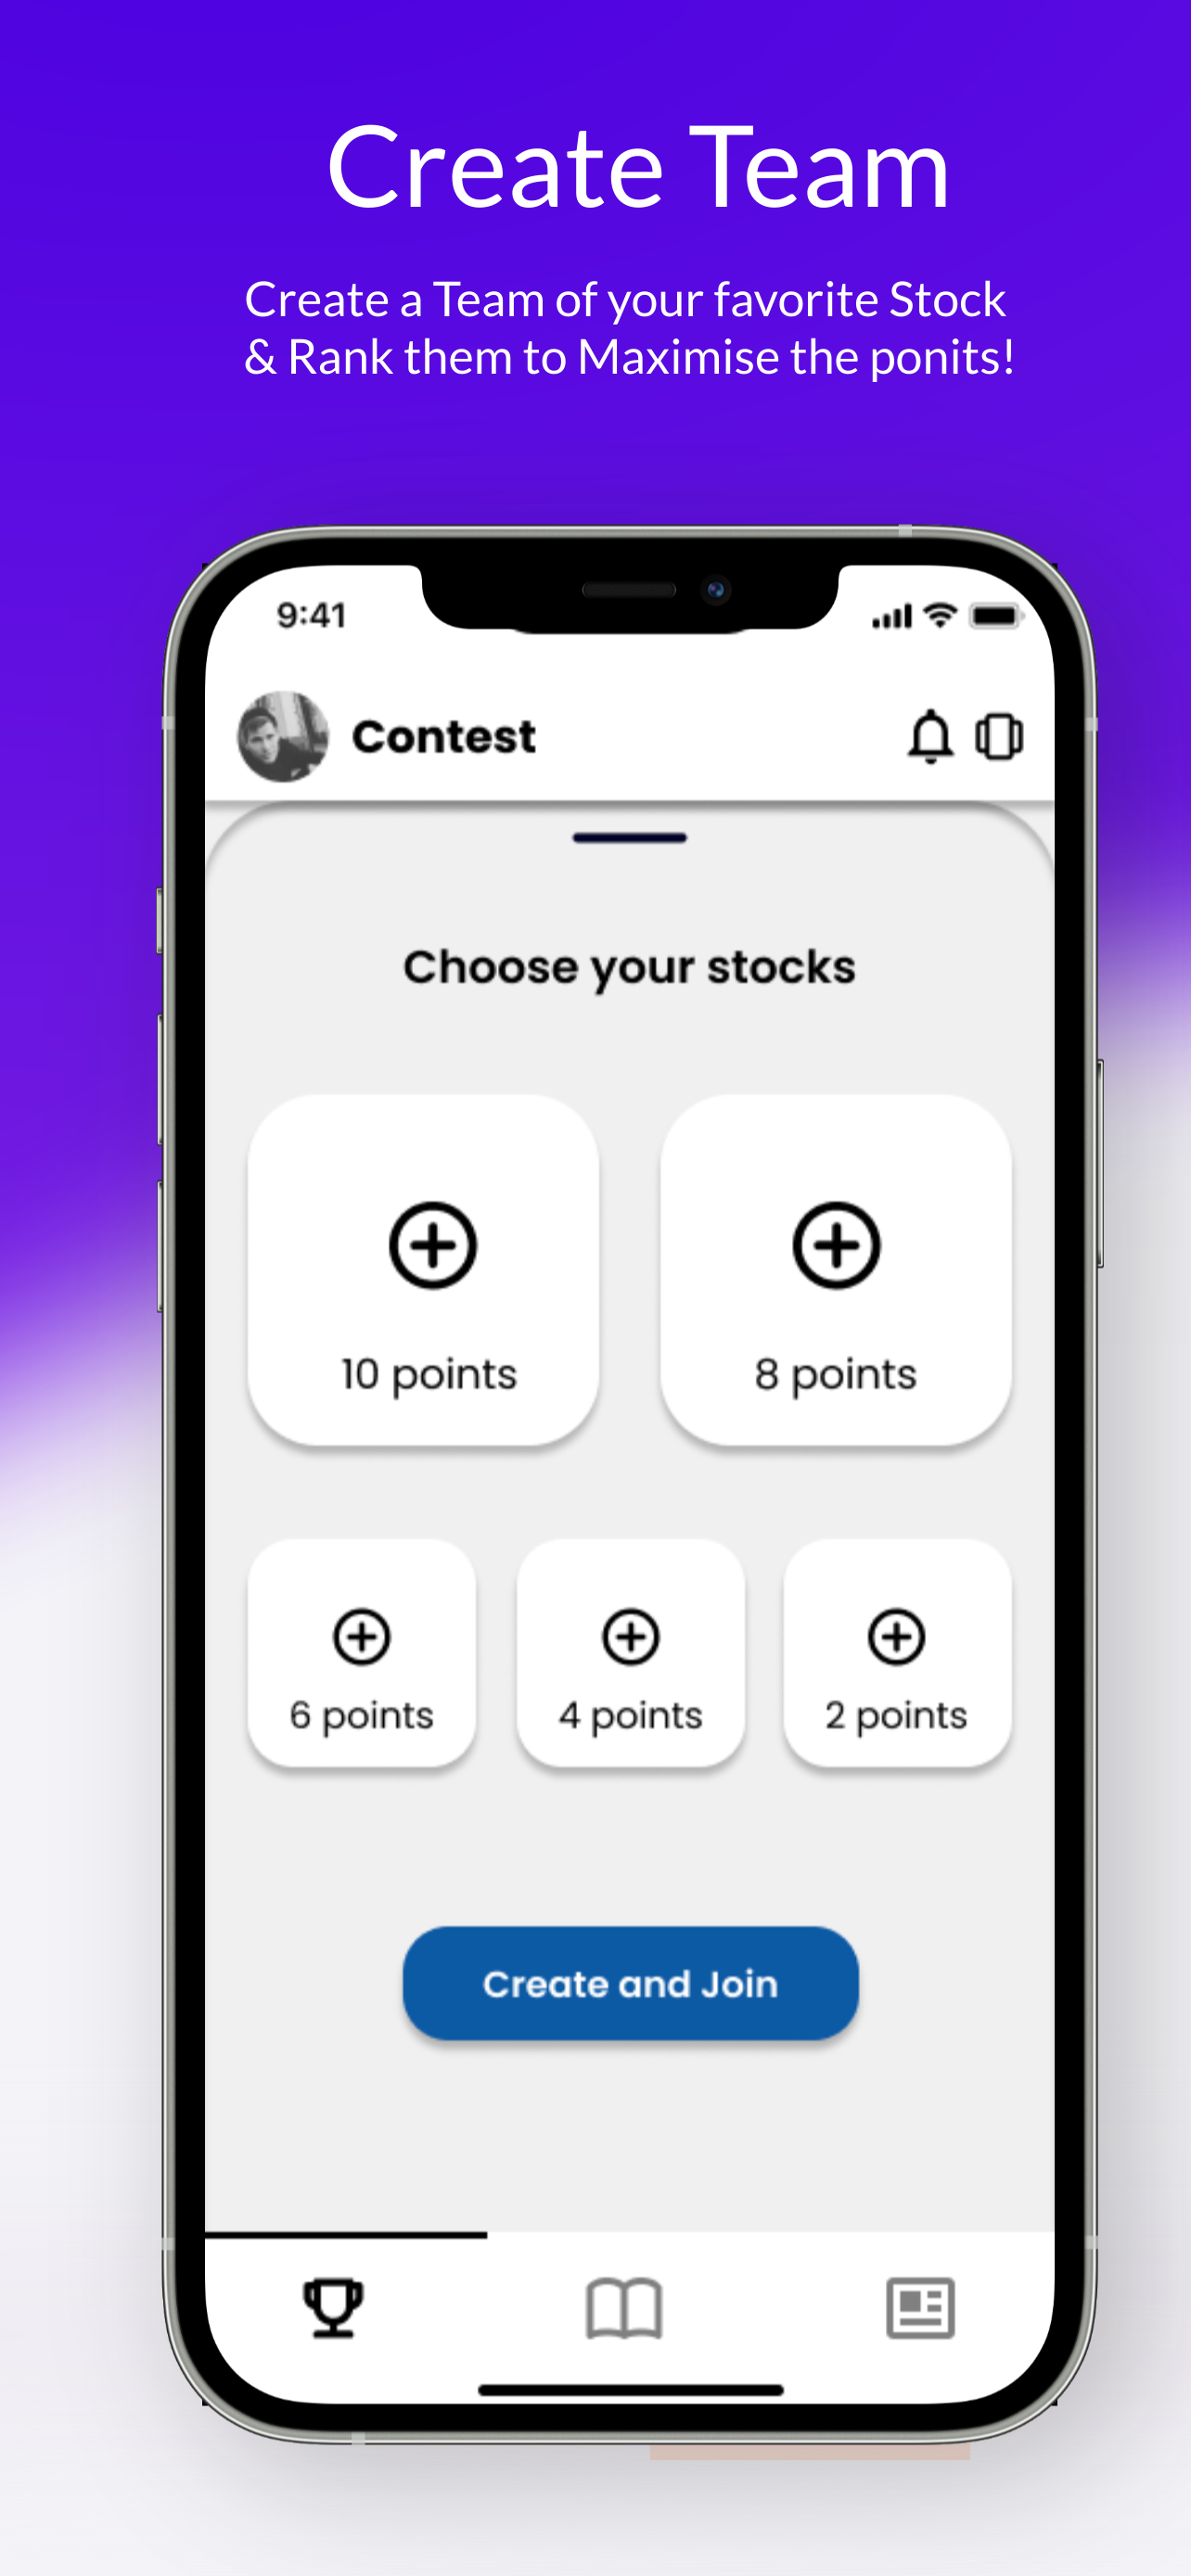 Create Team
Create a Team of your favorite Stock
& Rank them to Maximise the ponits!
9:41
Contest
Choose your stocks
10 points
8 points
6 points
4 points
2 points
Create and Join